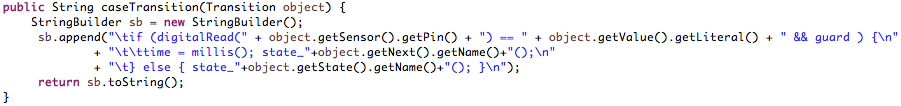 public String caseTransition(Transition object) {
    StringBuilder sb = new StringBuilder();
     sb.append("\tif (digitalRead(" + object.getSensor().getPin() + ") == " + object.getValue().getLiteral() + " && guard ) {\n"
             + "\t\ttime = millis(); state_"+object.getNext().getName()+"();\n"
             + "\t} else { state_"+object.getState().getName()+"(); }\n");
     return sb.toString();
}